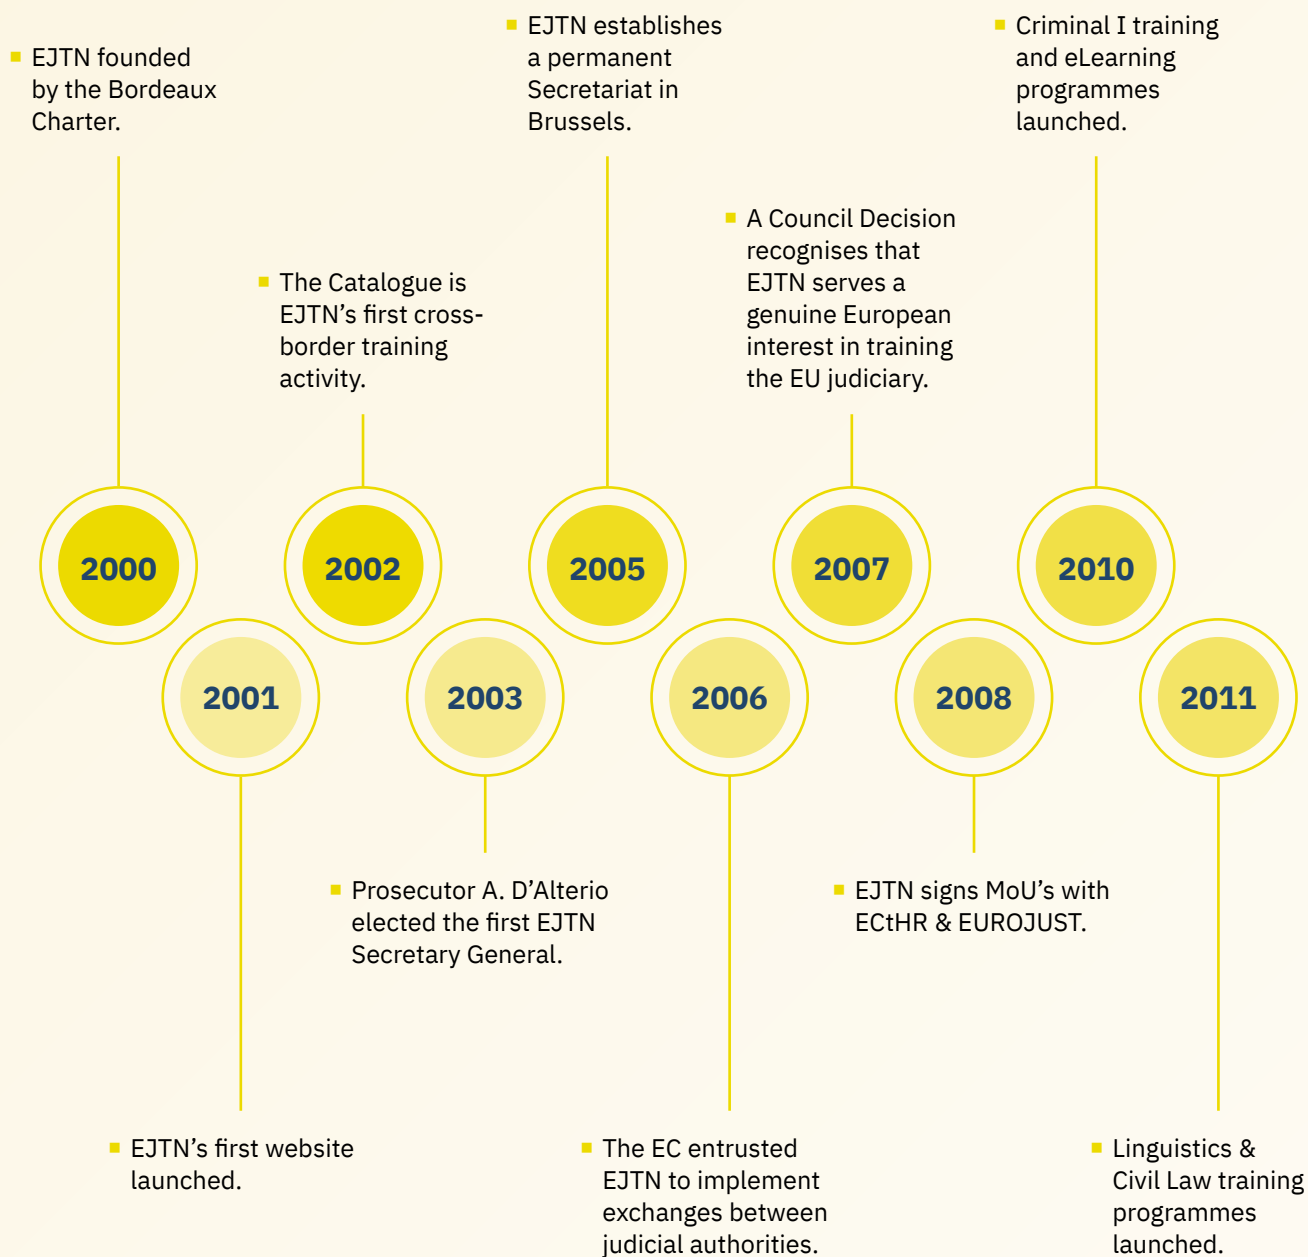 EJTN founded
by the Bordeaux
Charter.
EJTN establishes
a permanent
Secretariat in
Brussels.
Criminal I training
and eLearning
programmes
launched.
The Catalogue is
EJTN’s first cross-
border training
activity.
A Council Decision
recognises that
EJTN serves a
genuine European
interest in training
the EU judiciary.
2000
2002
2005
2007
2010
2001
2003
2006
2008
2011
Prosecutor A. D’Alterio
elected the first EJTN
Secretary General.
EJTN signs MoU’s with
ECtHR & EUROJUST.
EJTN’s first website
launched.
The EC entrusted
EJTN to implement
exchanges between
judicial authorities.
Linguistics &
Civil Law training
programmes
launched.